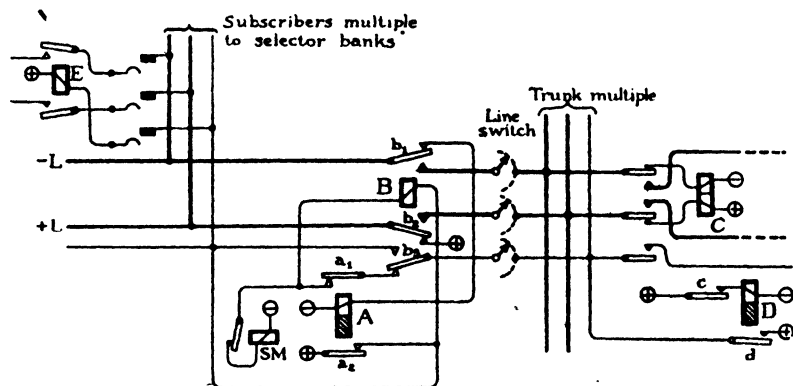 Subscribers multiple
to selector banks
Trunk multiple
Line
switch
E
-L
+L
b₁
B
b₂
b₃
a₁
A
SM
a₂
C
c
D
d